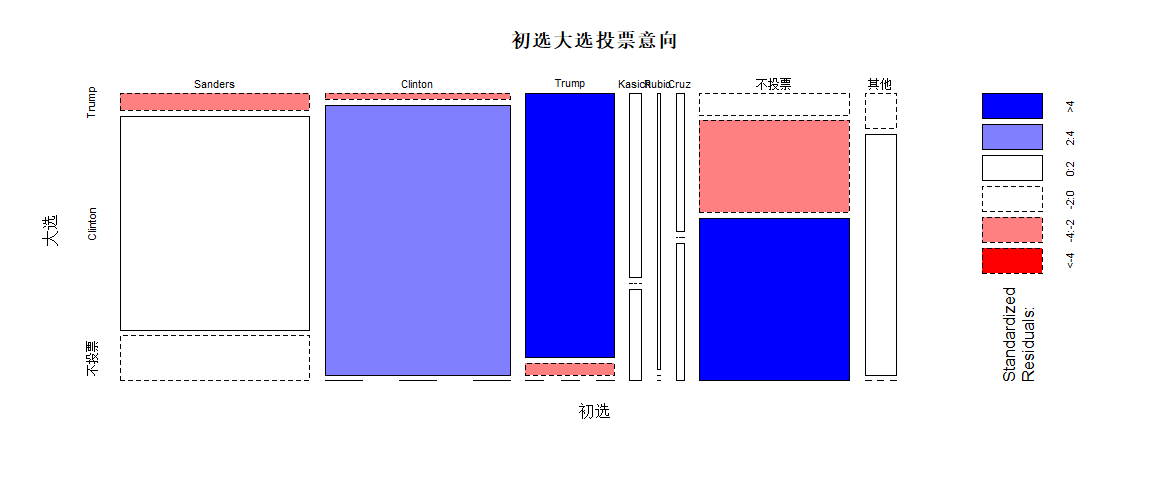 初选大选投票意向
Sanders
Clinton
Trump
Kasich
Rubio
Cruz
不投票
其他
Trump
Clinton
不投票
大选
初选
>4
2:4
0:2
-2:0
-4:-2
<-4
Standardized
Residuals: